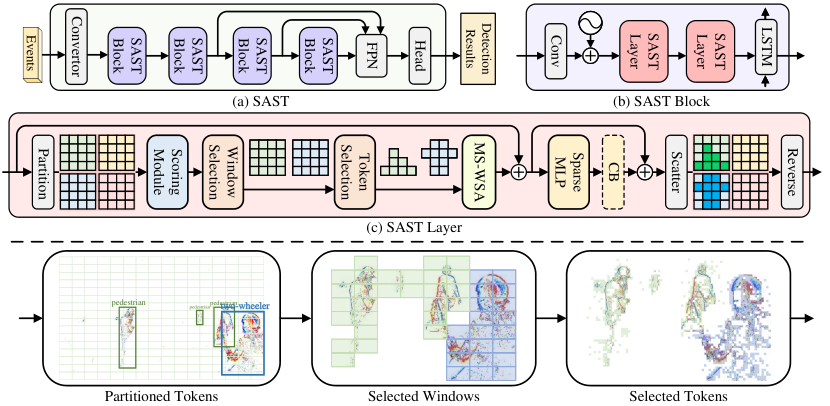 Events
Convertor
SAST
Block
SAST
Block
SAST
Block
SAST
Block
FPN
Head
Detection
Results
(a) SAST
Conv
SAST
Layer
SAST
Layer
LSTM
(b) SAST Block
Partition
Scoring
Module
Window
Selection
Token
Selection
MS-WSA
Sparse
MLP
CB
Scatter
Reverse
(c) SAST Layer
pedestrian
pedestrian
pedestrian
two-wheeler
Partitioned Tokens
Selected Windows
Selected Tokens